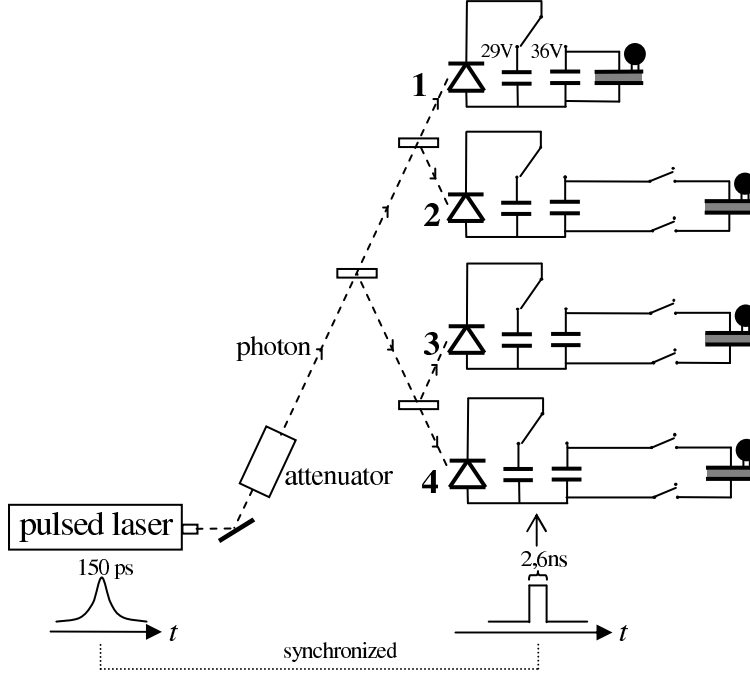 29V 36V
1
2
photon
3
attenuator
4
pulsed laser
2,6ns
150 ps
t
t
synchronized